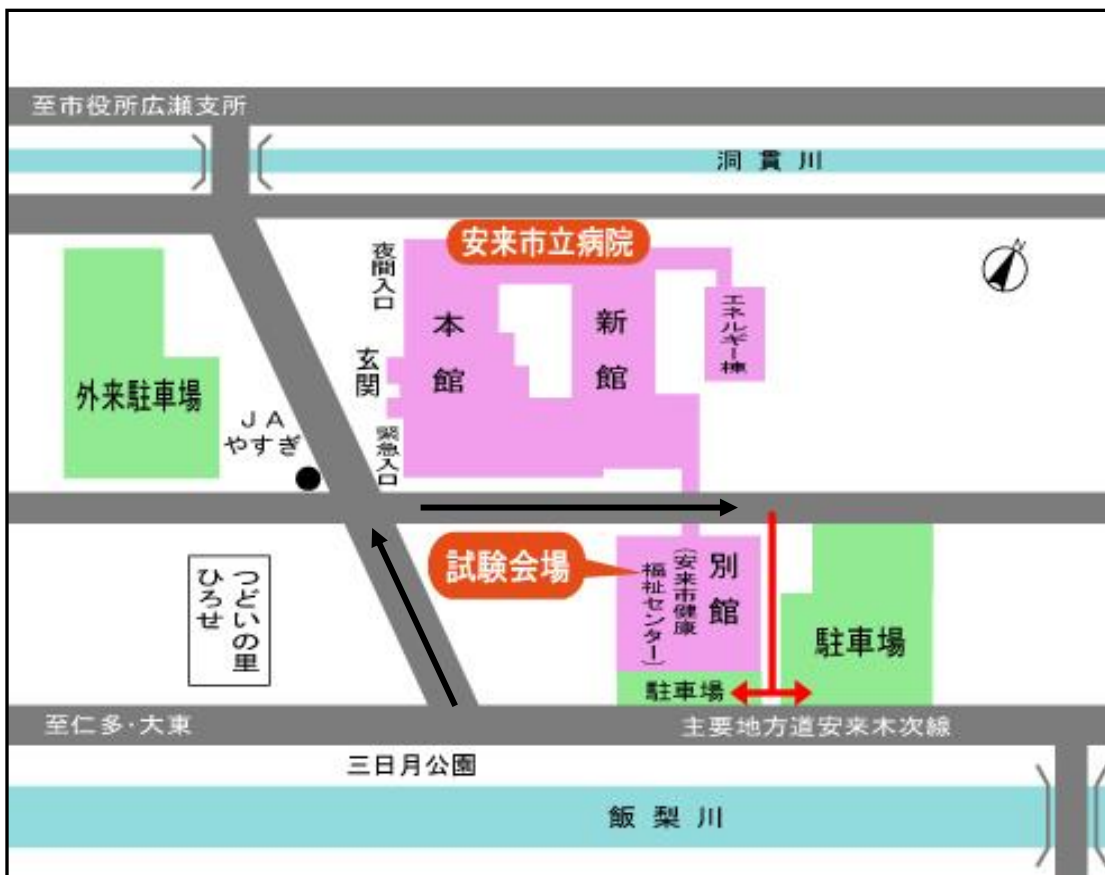 至市役所広瀬支所
洞貫川
安来市立病院
N
夜間入口
本館
新館
エネルギー棟
玄関
外来駐車場
JA
やすぎ
緊急入口
試験会場
別館
(安来市健康
福祉センター)
つどいの里
ひろせ
駐車場
駐車場
至仁多・大東
主要地方道安来木次線
三日月公園
飯梨川